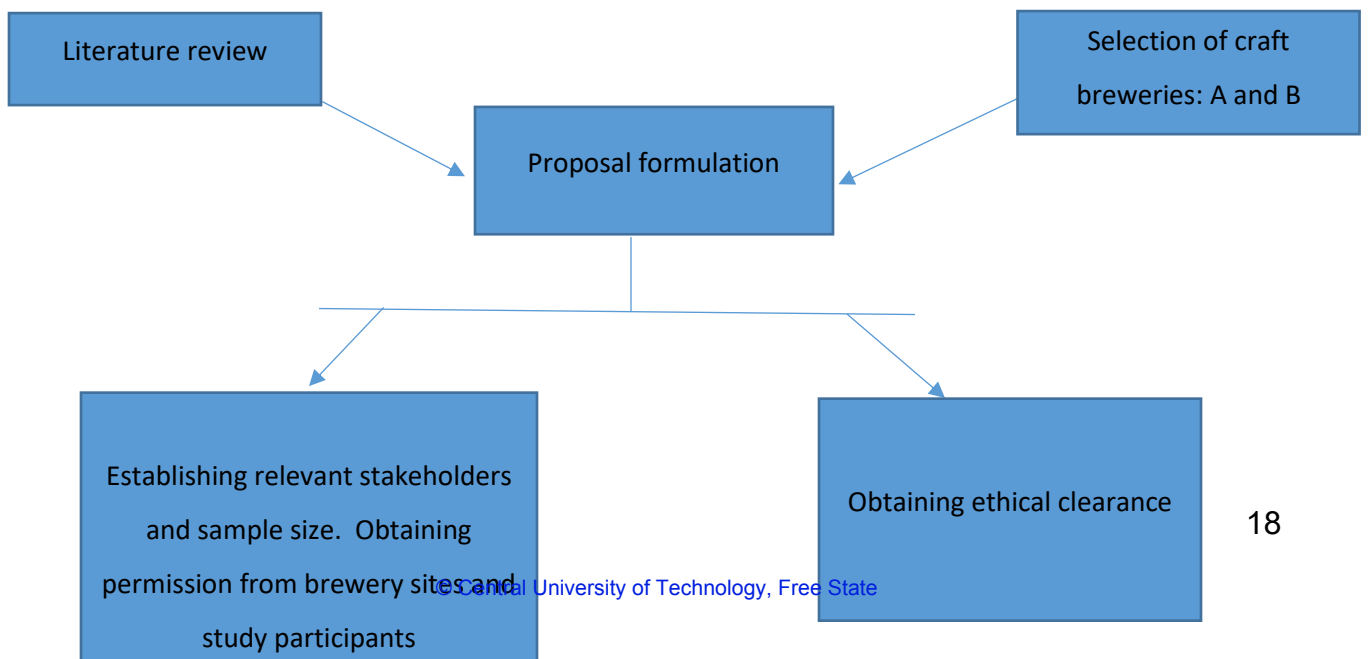 Literature review
Selection of craft
breweries: A and B
Proposal formulation
Establishing relevant stakeholders
and sample size.  Obtaining
permission from brewery sites and
study participants
Obtaining ethical clearance
18
© Central University of Technology, Free State